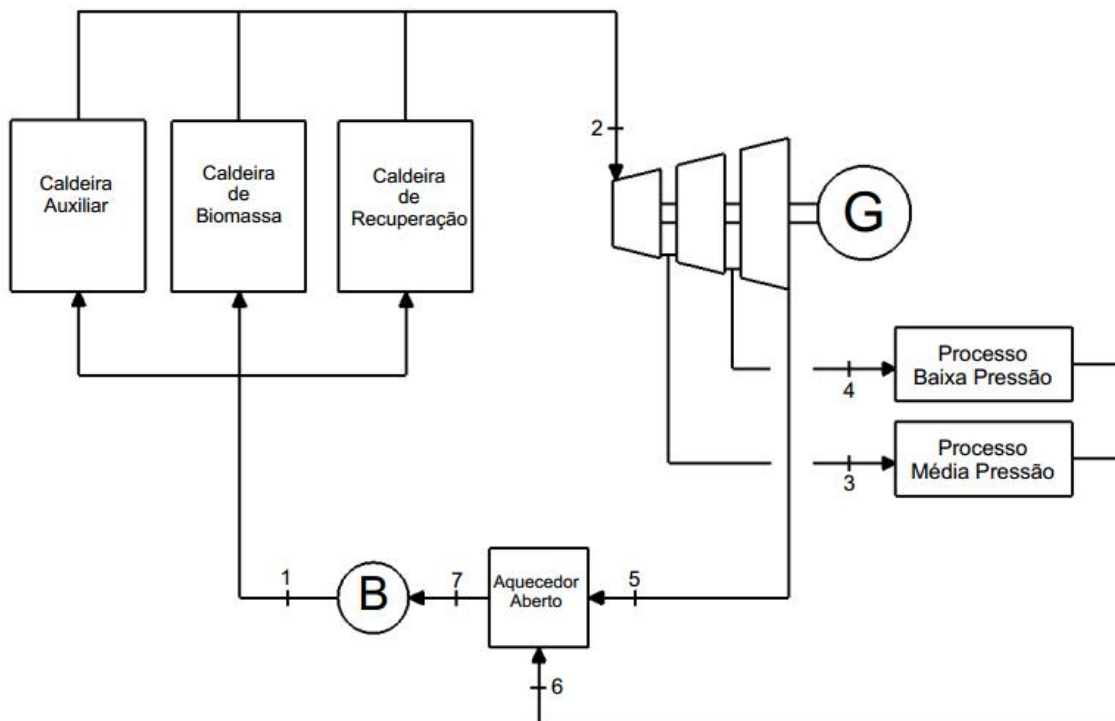 Caldeira
Auxiliar
Caldeira
de
Biomassa
Caldeira
de
Recuperação
2
G
Processo
Baixa Pressão
4
Processo
Média Pressão
3
1
B
7
Aquecedor
Aberto
5
6